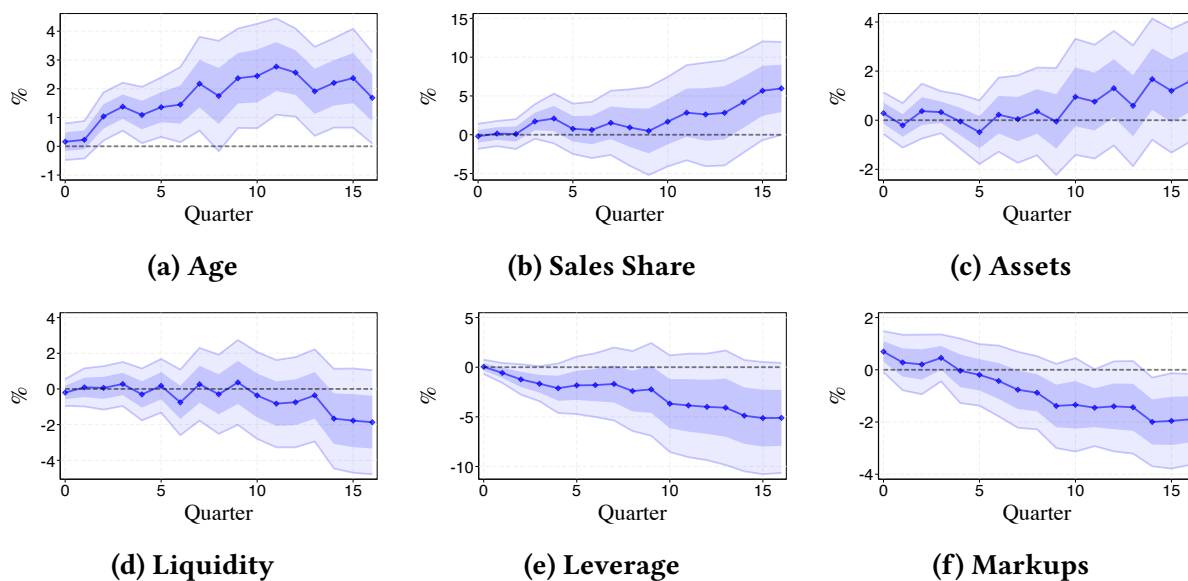 4
3
2
1
0
-1
%
0 5 10 15
Quarter
(a) Age
15
10
5
0
-5
%
0 5 10 15
Quarter
(b) Sales Share
4
2
0
-2
%
0 5 10 15
Quarter
(c) Assets
4
2
0
-2
-4
%
0 5 10 15
Quarter
(d) Liquidity
5
0
-5
-10
%
0 5 10 15
Quarter
(e) Leverage
2
0
-2
-4
%
0 5 10 15
Quarter
(f) Markups